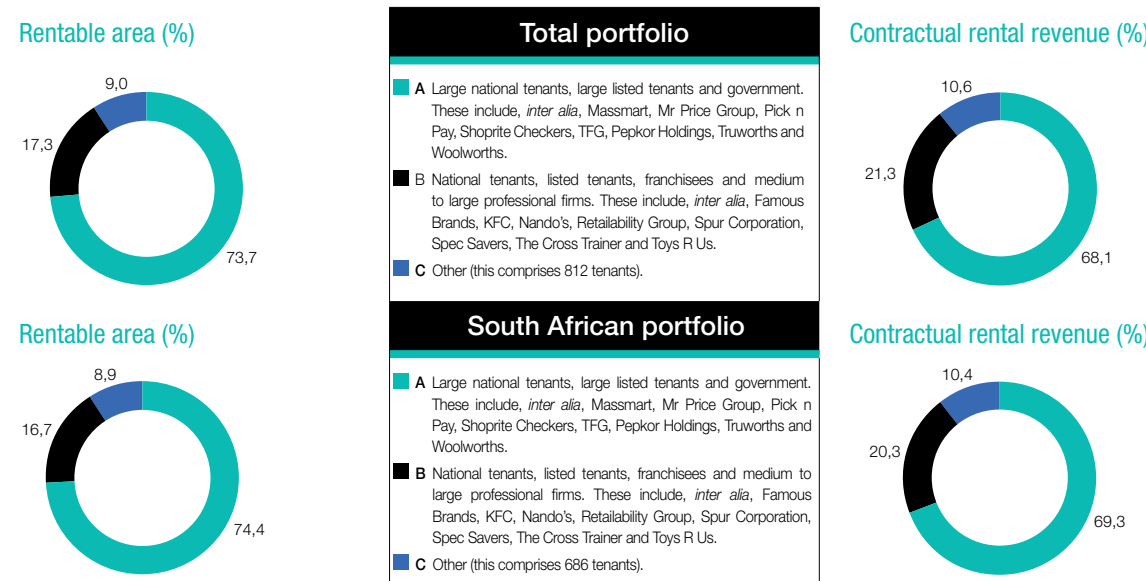 Rentable area (%)
9,0
17,3
73,7
Total portfolio
A Large national tenants, large listed tenants and government.
These include, inter alia, Massmart, Mr Price Group, Pick n
Pay, Shoprite Checkers, TFG, Pepkor Holdings, Truworths and
Woolworths.
B National tenants, listed tenants, franchisees and medium
to large professional firms. These include, inter alia, Famous
Brands, KFC, Nando's, Retailability Group, Spur Corporation,
Spec Savers, The Cross Trainer and Toys R Us.
C Other (this comprises 812 tenants).
Contractual rental revenue (%)
10,6
21,3
68,1
Rentable area (%)
8,9
16,7
74,4
South African portfolio
A Large national tenants, large listed tenants and government.
These include, inter alia, Massmart, Mr Price Group, Pick n
Pay, Shoprite Checkers, TFG, Pepkor Holdings, Truworths and
Woolworths.
B National tenants, listed tenants, franchisees and medium to
large professional firms. These include, inter alia, Famous
Brands, KFC, Nando's, Retailability Group, Spur Corporation,
Spec Savers, The Cross Trainer and Toys R Us.
C Other (this comprises 686 tenants).
Contractual rental revenue (%)
10,4
20,3
69,3